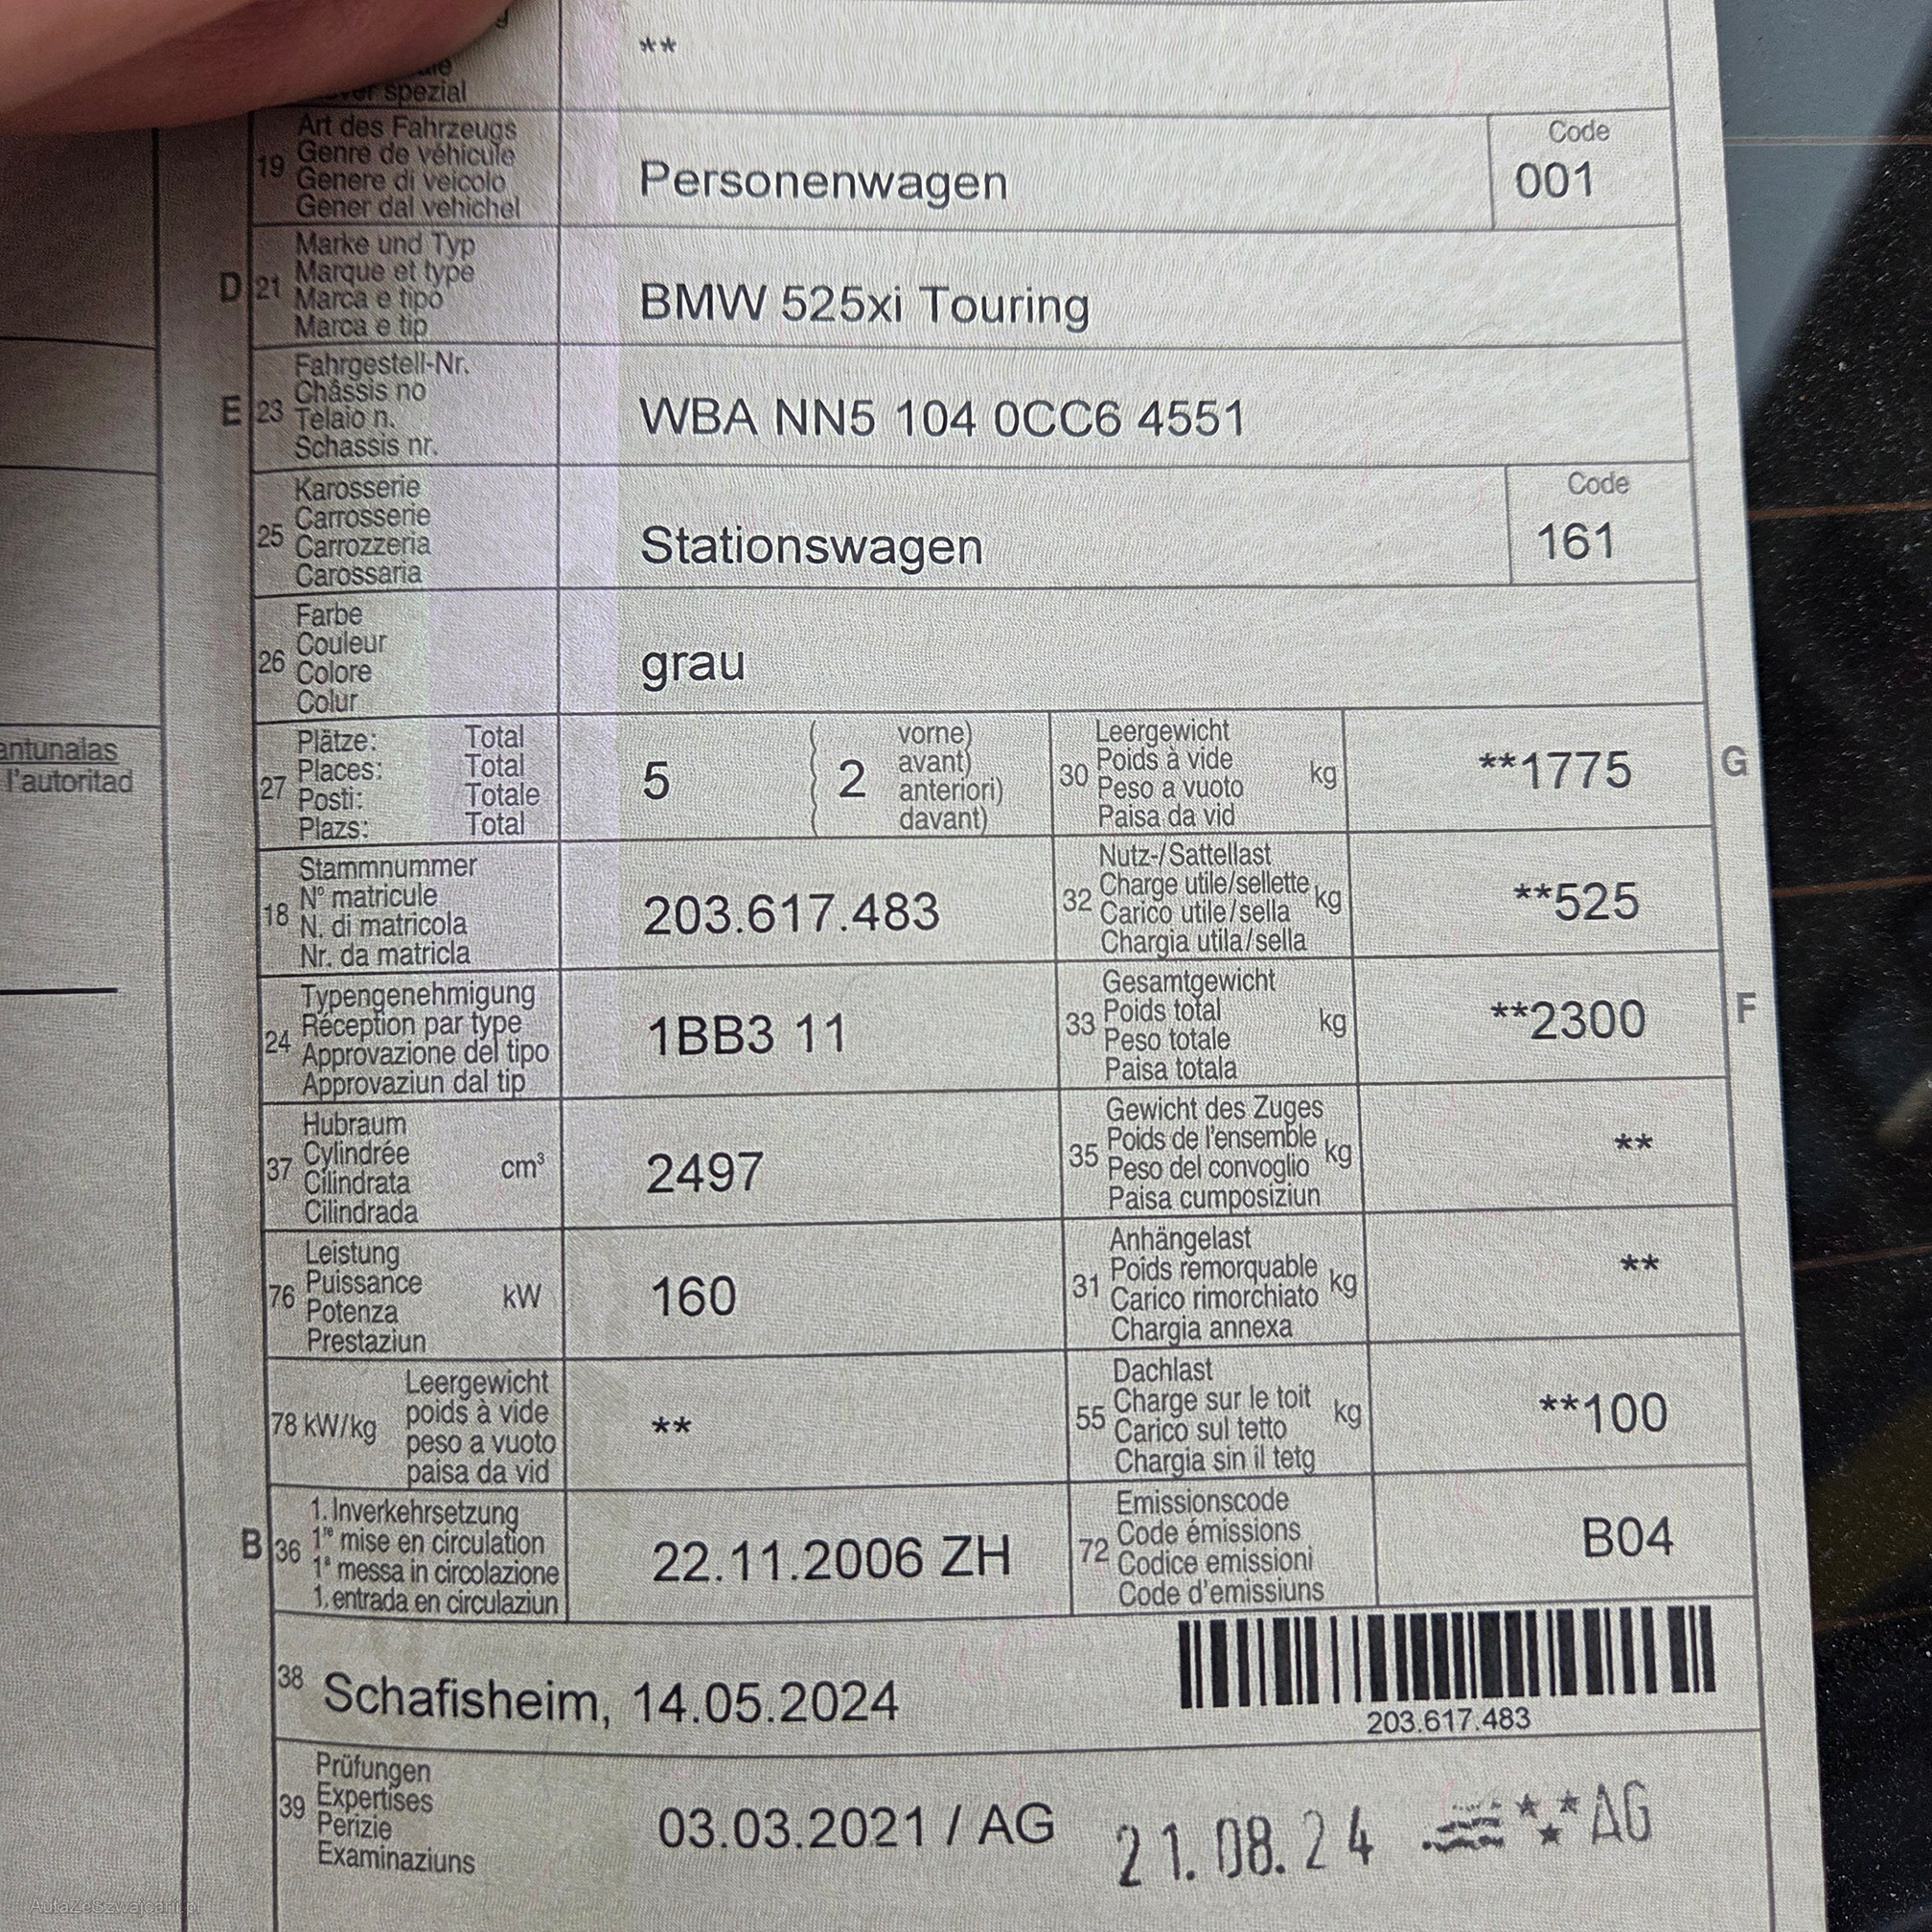 **
spezial
19 Art des Fahrzeugs
Genre de véhicule
Genere di veicolo
Gener dal vehichel
Personenwagen
Code
001
D 21 Marke und Typ
Marque et type
Marca e tipo
Marca e tip
BMW 525xi Touring
E 23 Fahrgestell-Nr.
Châssis no
Telaio n.
Schassis nr.
WBA NN5 104 0CC6 4551
25 Karosserie
Carrosserie
Carrozzeria
Carossaria
Stationswagen
Code
161
26 Farbe
Couleur
Colore
Colur
grau
27 Plätze: Total
Places: Total
Posti: Totale
Plazs: Total
5 ( 2 vorne)
avant)
anteriori)
davant)
30 Leergewicht
Poids à vide
Peso a vuoto
Paisa da vid
kg
**1775
G
antunalas
l'autoritad
18 Stammnummer
N° matricule
N. di matricola
Nr. da matricla
203.617.483
32 Nutz-/Sattellast
Charge utile/sellette
Carico utile/sella
Chargia utila/sella
kg
**525
24 Typengenehmigung
Réception par type
Approvazione del tipo
Approvaziun dal tip
1BB3 11
33 Gesamtgewicht
Poids total
Peso totale
Paisa totala
kg
**2300
F
37 Hubraum
Cylindrée
Cilindrata
Cilindrada
cm³
2497
35 Gewicht des Zuges
Poids de l'ensemble
Peso del convoglio
Paisa cumposiziun
kg
**
76 Leistung
Puissance
Potenza
Prestaziun
kW
160
31 Anhängelast
Poids remorquable
Carico rimorchiato
Chargia annexa
kg
**
78 kW/kg Leergewicht
poids à vide
peso a vuoto
paisa da vid
**
55 Dachlast
Charge sur le toit
Carico sul tetto
Chargia sin il tetg
kg
**100
B 36 1. Inverkehrsetzung
1re mise en circulation
1a messa in circolazione
1. entrada en circulaziun
22.11.2006 ZH
72 Emissionscode
Code émissions
Codice emissioni
Code d'emissiuns
B04
38 Schafisheim, 14.05.2024
203.617.483
39 Prüfungen
Expertises
Perizie
Examinaziuns
03.03.2021 / AG
21.08.24 AG
AutaZeSzwajcarii.pl